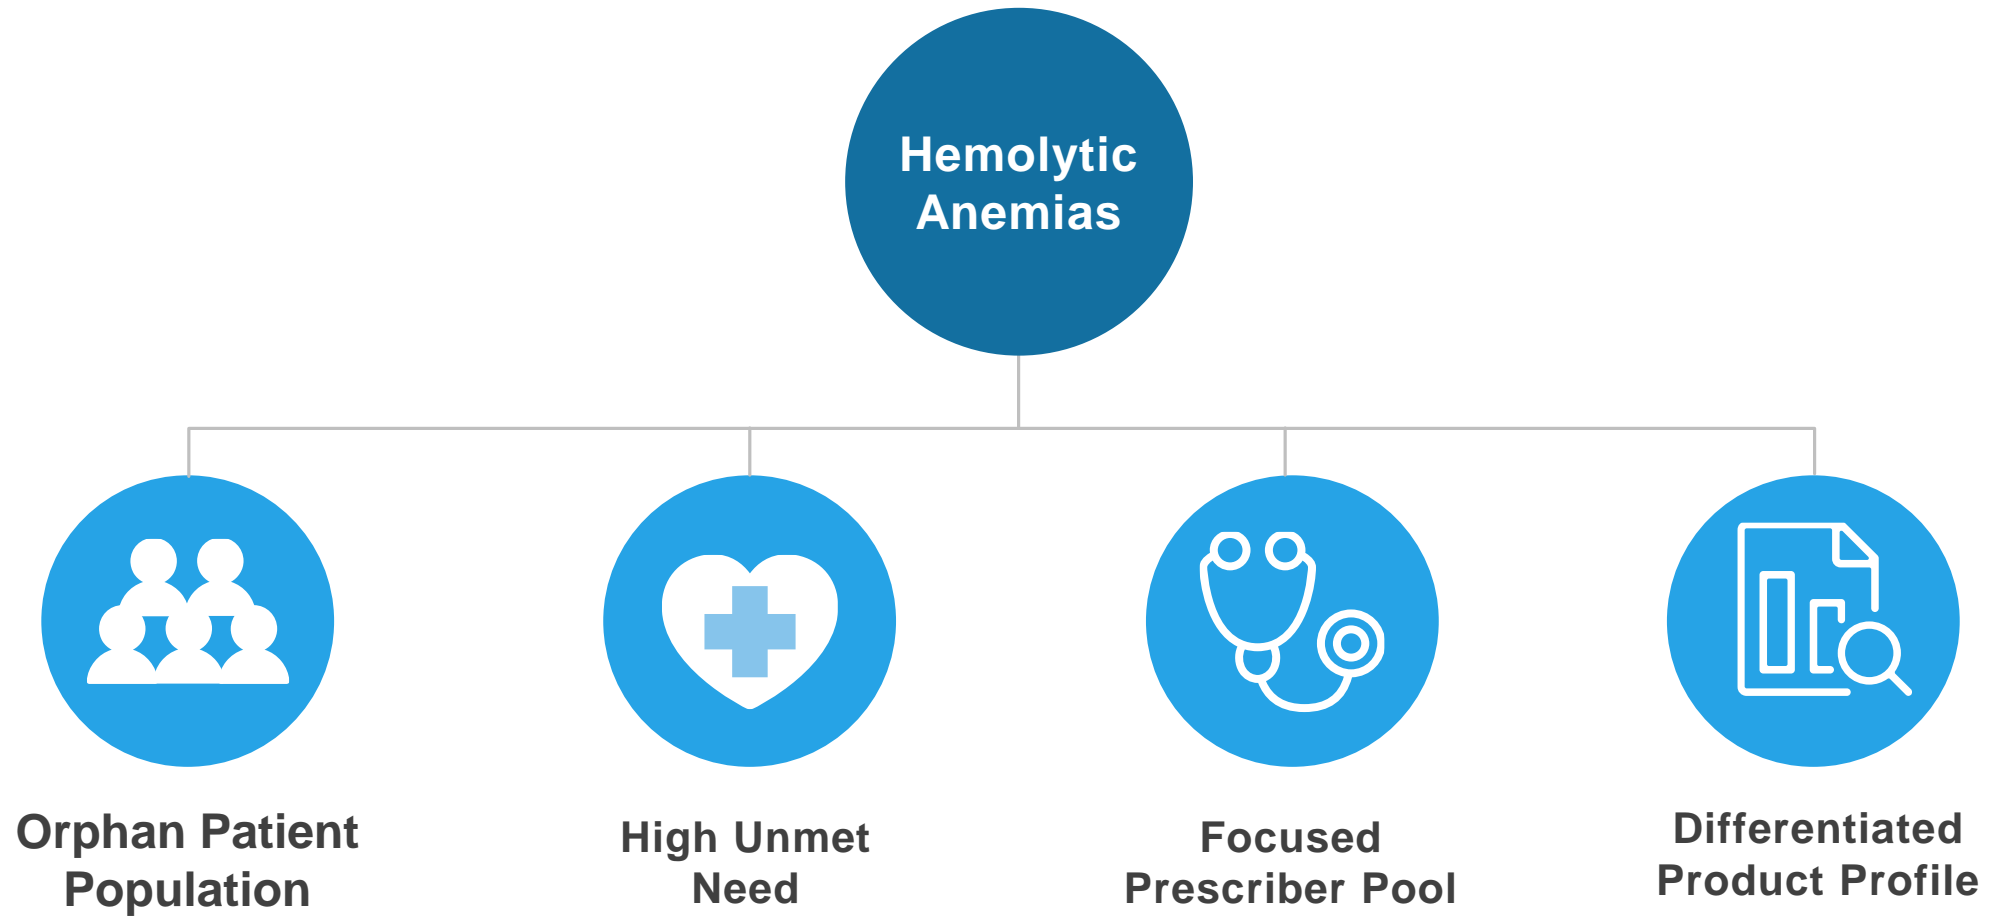 Hemolytic
Anemias
Orphan Patient
Population
High Unmet
Need
Focused
Prescriber Pool
Differentiated
Product Profile